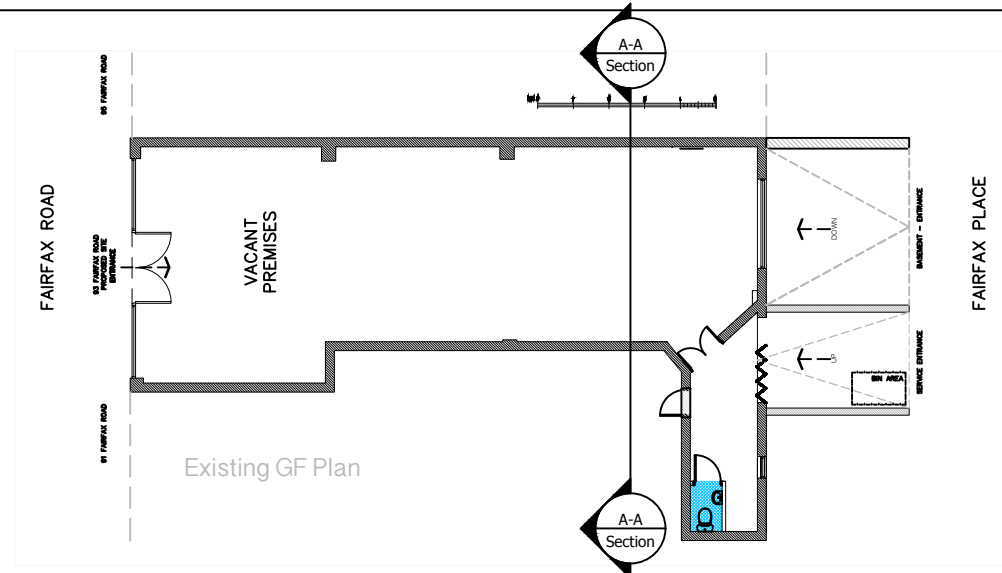 A-A
Section
95 FAIRFAX ROAD
FAIRFAX ROAD
93 FAIRFAX ROAD
PROPOSED SITE
ENTRANCE
VACANT
PREMISES
DOWN
BASEMENT - ENTRANCE
FAIRFAX PLACE
UP
BIN AREA
SERVICE ENTRANCE
91 FAIRFAX ROAD
Existing GF Plan
A-A
Section